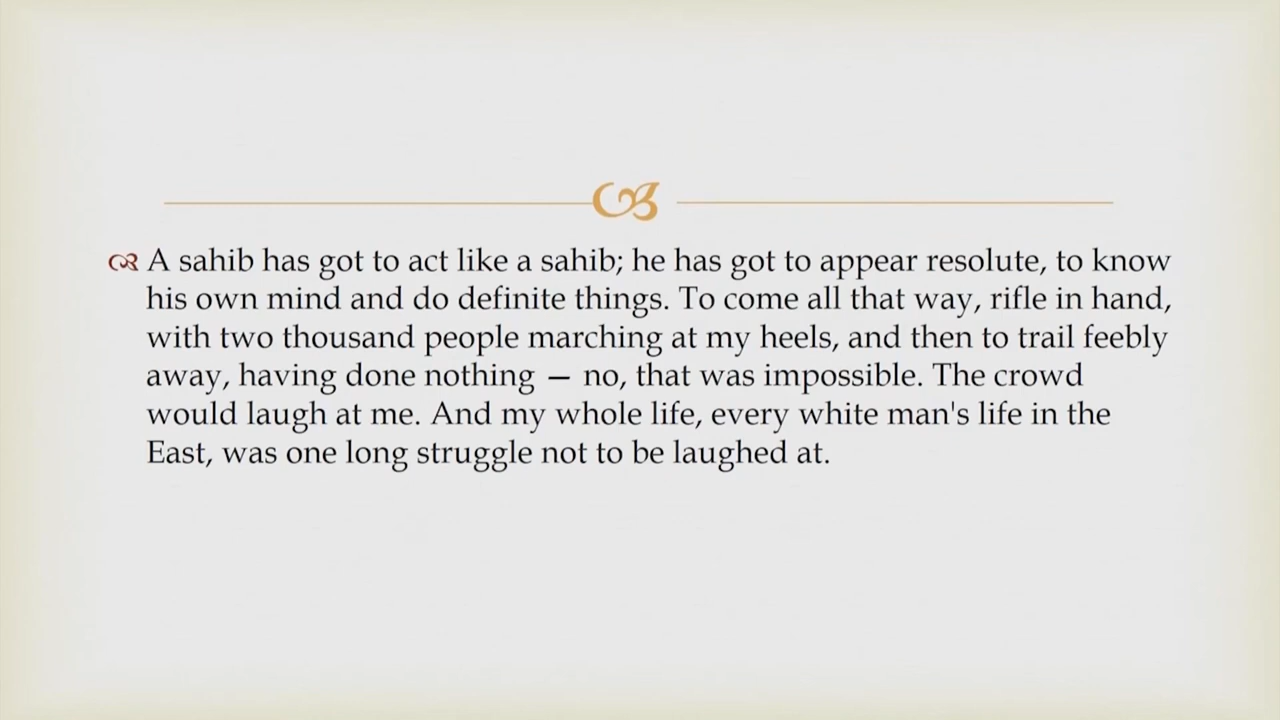 A sahib has got to act like a sahib; he has got to appear resolute, to know
his own mind and do definite things. To come all that way, rifle in hand,
with two thousand people marching at my heels, and then to trail feebly
away, having done nothing — no, that was impossible. The crowd
would laugh at me. And my whole life, every white man's life in the
East, was one long struggle not to be laughed at.